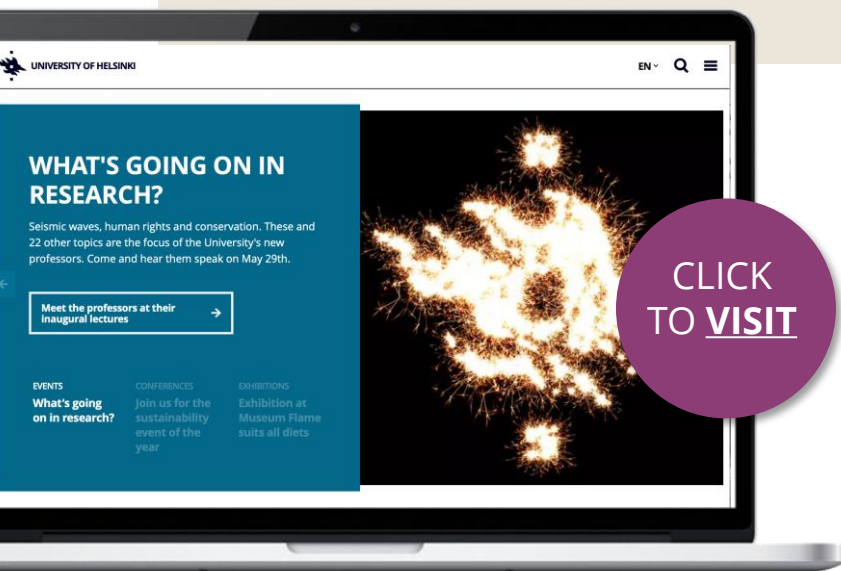 UNIVERSITY OF HELSINKI
EN
WHAT'S GOING ON IN
RESEARCH?
Seismic waves, human rights and conservation. These and
22 other topics are the focus of the University's new
professors. Come and hear them speak on May 29th.
Meet the professors at their
inaugural lectures
EVENTS
What's going
on in research?
CONFERENCES
Join us for the
sustainability
event of the
year
EXHIBITIONS
Exhibition at
Museum Flame
suits all diets
CLICK
TO VISIT